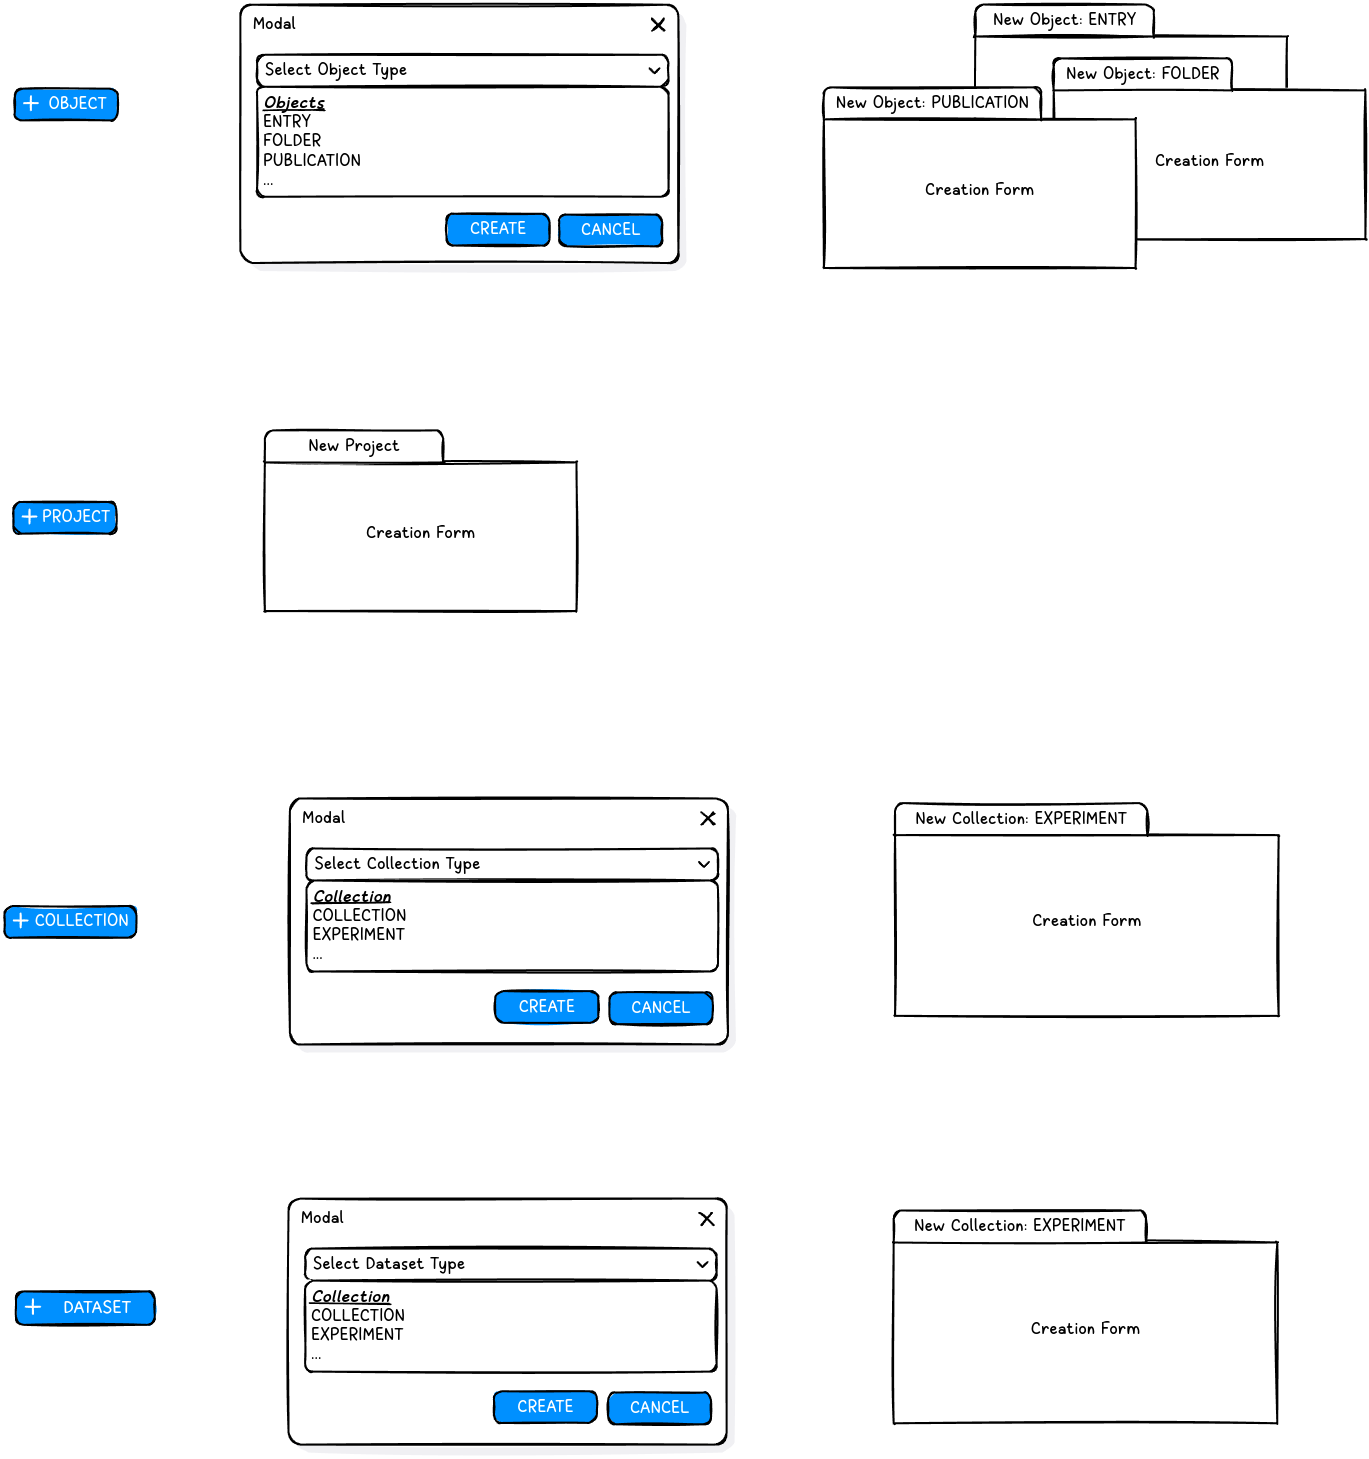 + OBJECT
Modal
Select Object Type
Objects
ENTRY
FOLDER
PUBLICATION
...
CREATE
CANCEL
New Object: ENTRY
New Object: FOLDER
Creation Form
New Object: PUBLICATION
Creation Form
+ PROJECT
New Project
Creation Form
+ COLLECTION
Modal
Select Collection Type
Collection
COLLECTION
EXPERIMENT
...
CREATE
CANCEL
New Collection: EXPERIMENT
Creation Form
+ DATASET
Modal
Select Dataset Type
Collection
COLLECTION
EXPERIMENT
...
CREATE
CANCEL
New Collection: EXPERIMENT
Creation Form